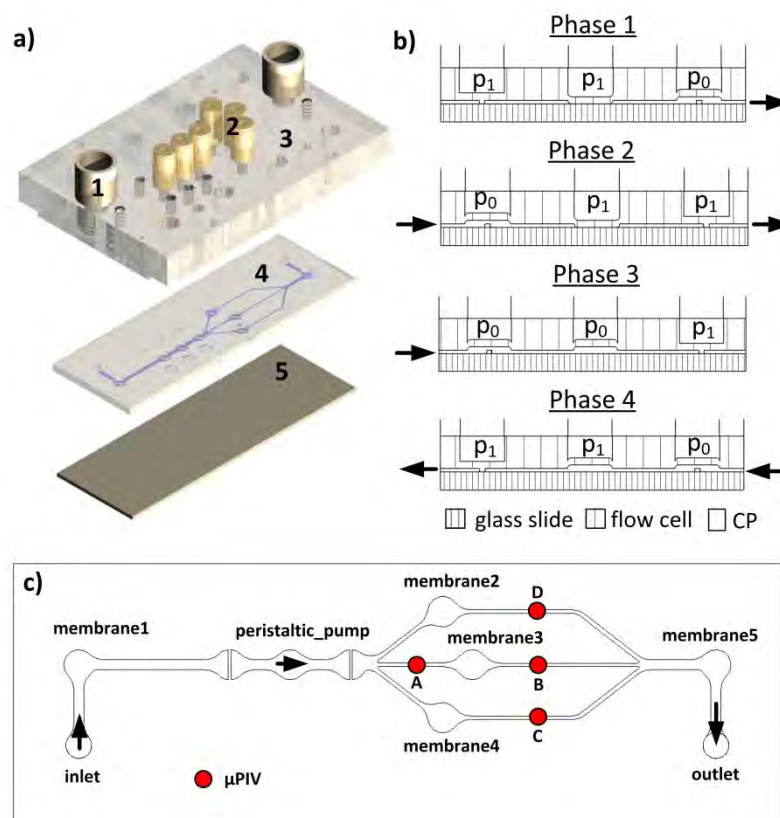 a)
1
2
3
4
5
b)
Phase 1
p1 p1 p0
Phase 2
p0 p1 p1
Phase 3
p0 p0 p1
Phase 4
p1 p1 p0
glass slide flow cell CP
c)
membrane1
peristaltic_pump
membrane2
D
membrane3
A
B
membrane4
C
membrane5
inlet
outlet
μPIV